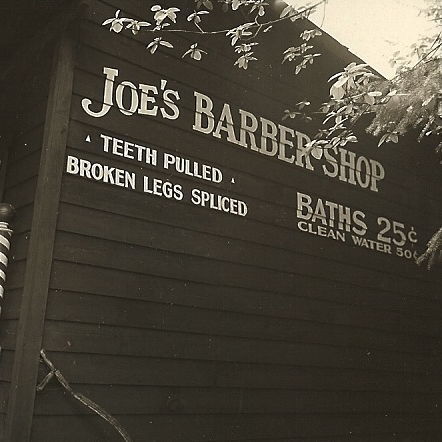 JOE'S BARBER SHOP
TEETH PULLED
BROKEN LEGS SPLICED
BATHS 25¢
CLEAN WATER 50¢